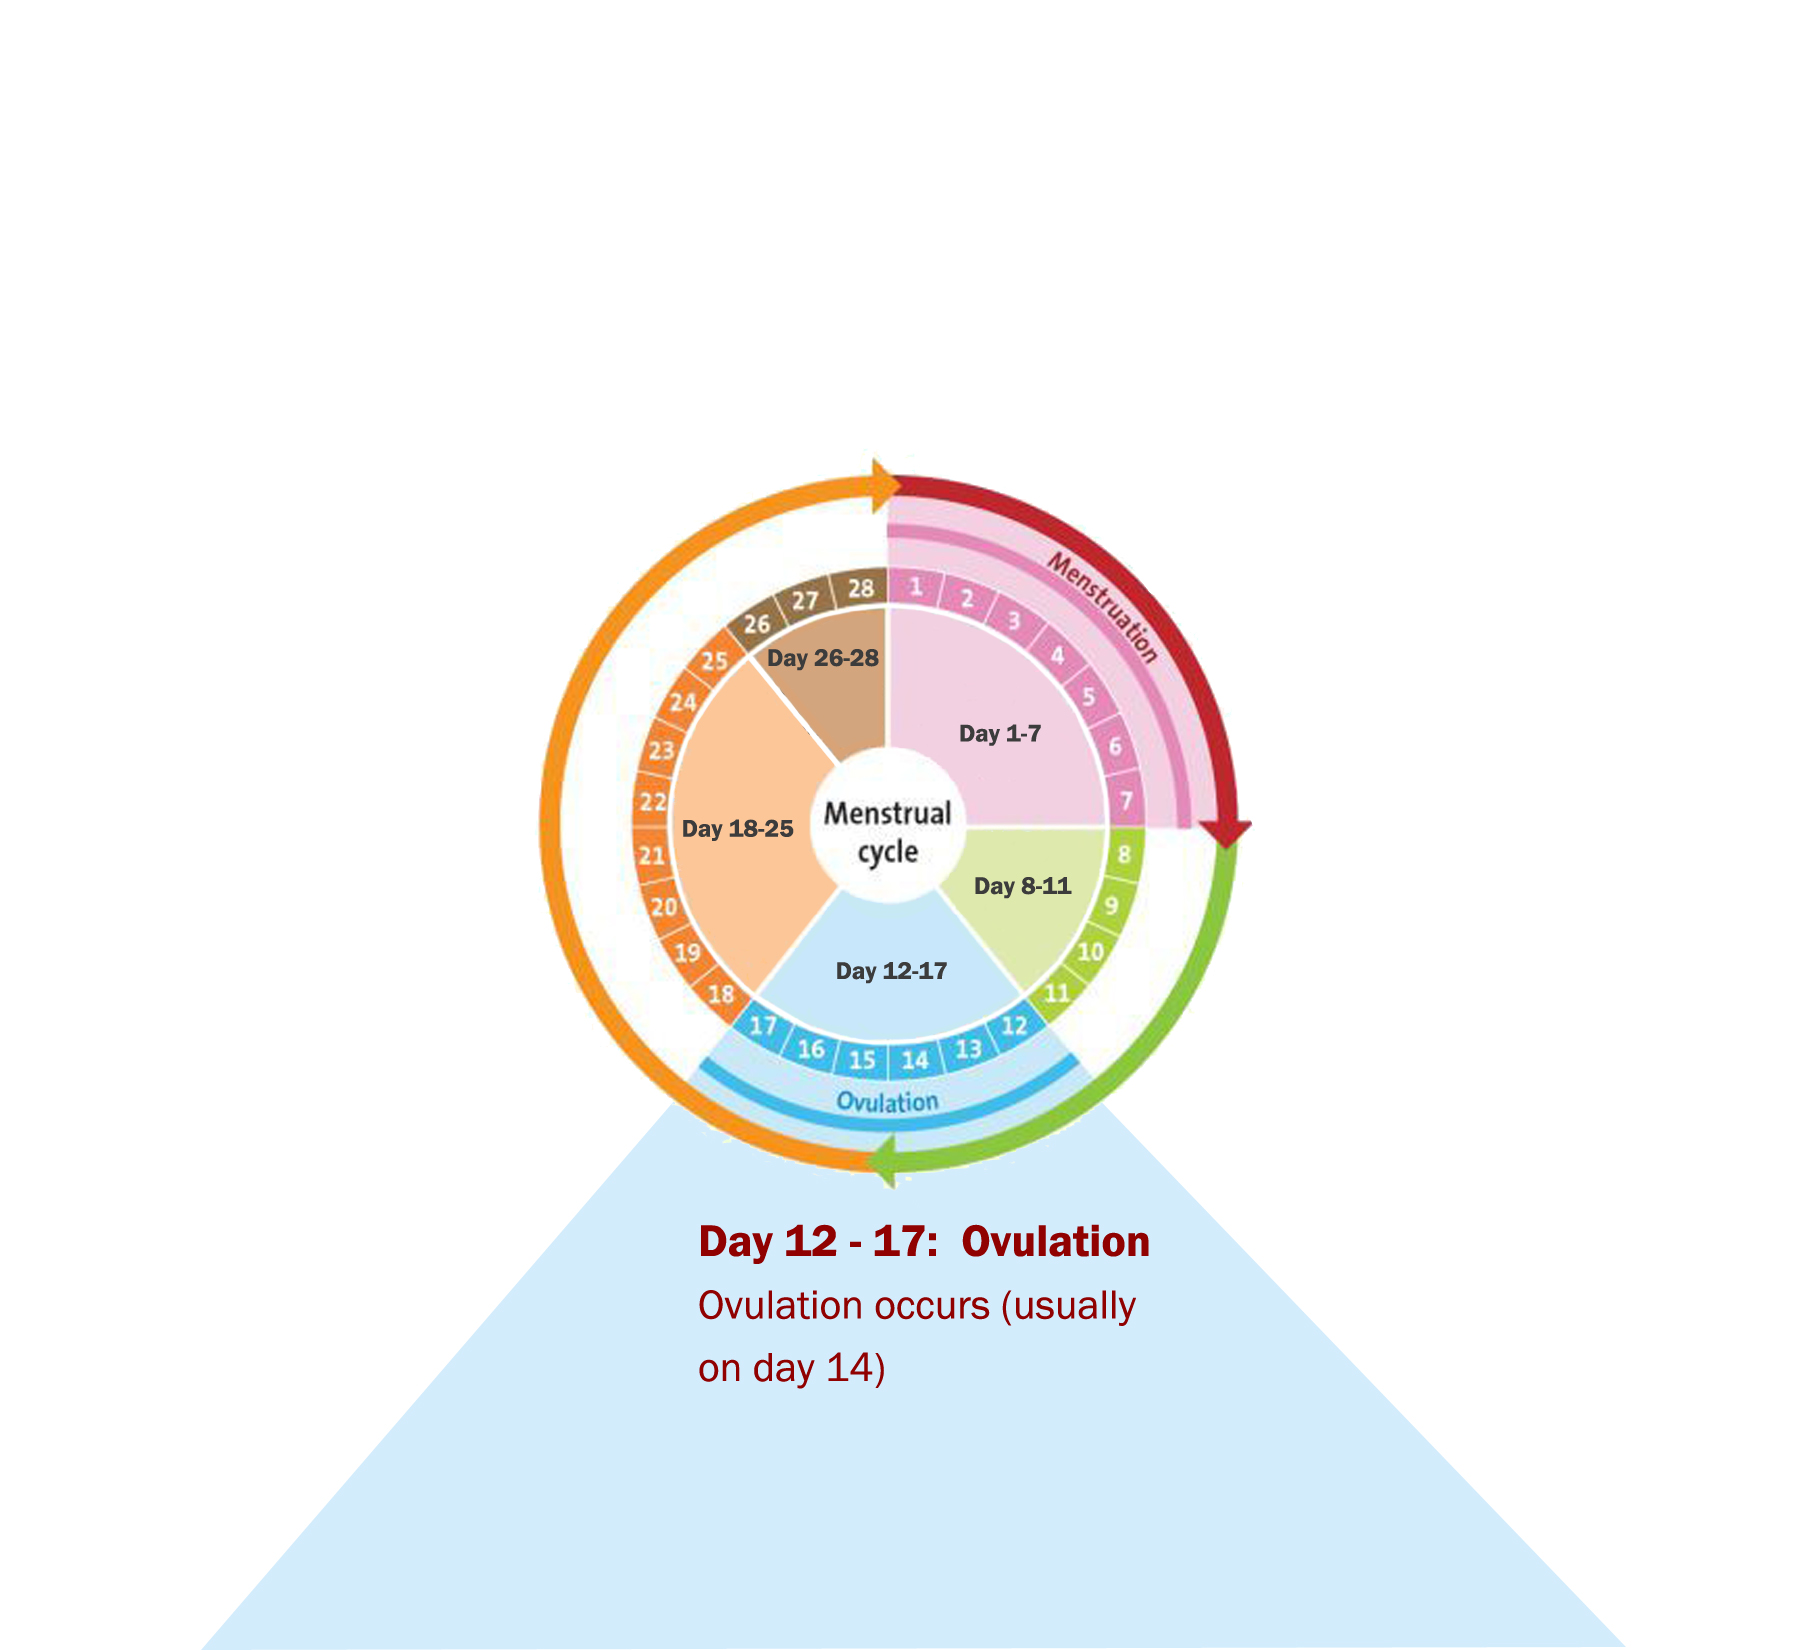 Menstruation
28
1
27
2
26
3
25
4
24
5
23
6
22
7
21
8
20
9
19
10
18
11
17
12
16
13
15
14
Day 26-28
Day 1-7
Day 18-25
Menstrual
cycle
Day 8-11
Day 12-17
Ovulation
Day 12 - 17: Ovulation
Ovulation occurs (usually
on day 14)